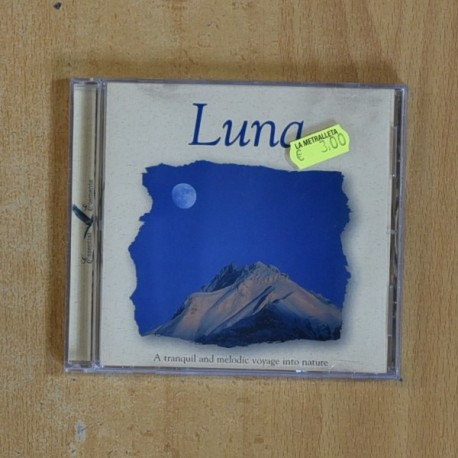 Luna
LA METRALLETA
€ 3,00
A tranquil and melodic voyage into nature